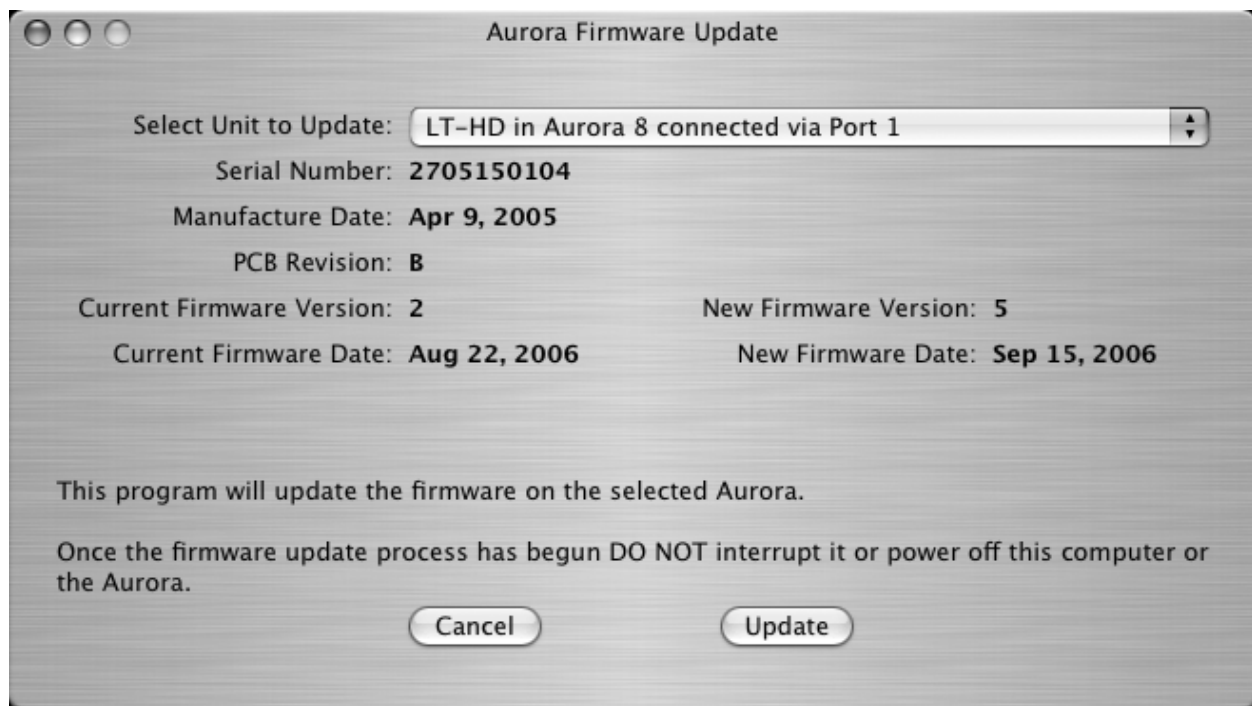 Aurora Firmware Update
Select Unit to Update: LT-HD in Aurora 8 connected via Port 1
Serial Number: 2705150104
Manufacture Date: Apr 9, 2005
PCB Revision: B
Current Firmware Version: 2 New Firmware Version: 5
Current Firmware Date: Aug 22, 2006 New Firmware Date: Sep 15, 2006
This program will update the firmware on the selected Aurora.
Once the firmware update process has begun DO NOT interrupt it or power off this computer or
the Aurora.
Cancel Update